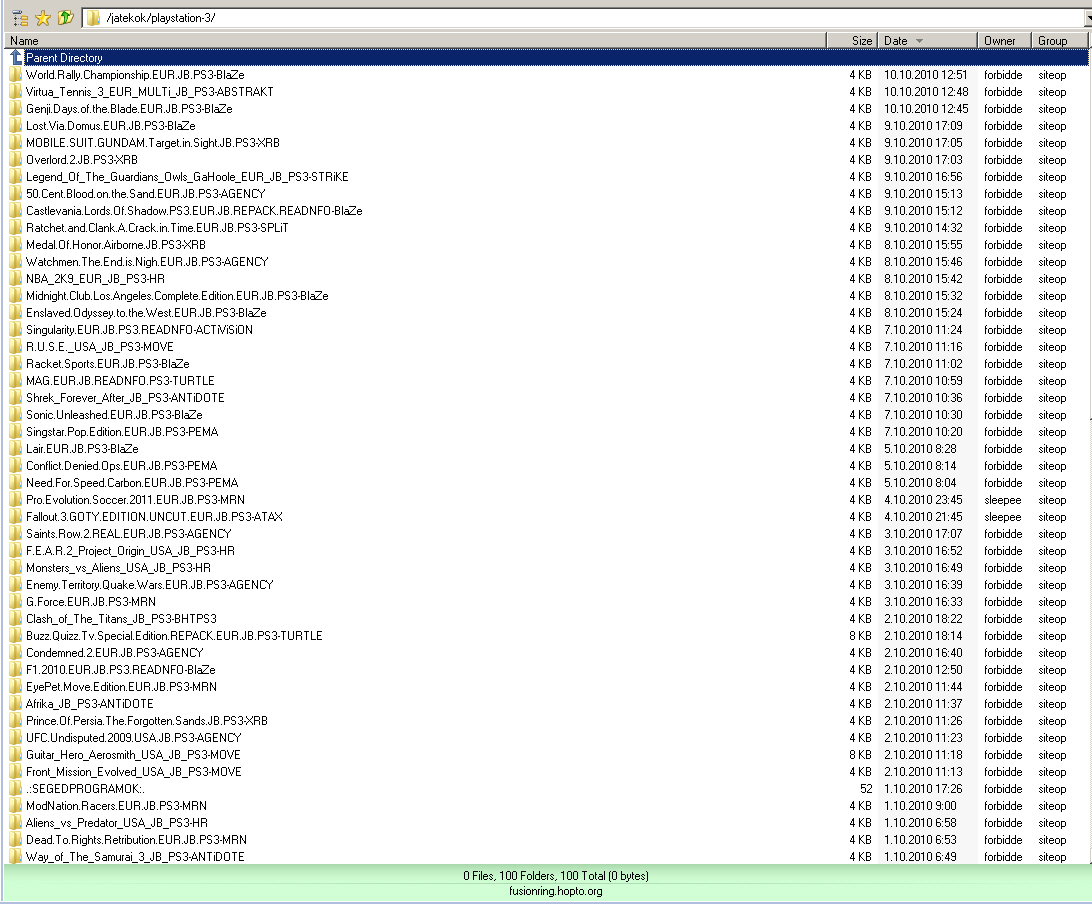 /jatekok/playstation-3/
Name Size Date Owner Group
Parent Directory
World.Rally.Championship.EUR.JB.PS3-BlaZe 4 KB 10.10.2010 12:51 forbidde siteop
Virtua_Tennis_3_EUR_MULTi_JB_PS3-ABSTRAKT 4 KB 10.10.2010 12:48 forbidde siteop
Genji.Days.of.the.Blade.EUR.JB.PS3-BlaZe 4 KB 10.10.2010 12:45 forbidde siteop
Lost.Via.Domus.EUR.JB.PS3-BlaZe 4 KB 9.10.2010 17:09 forbidde siteop
MOBILE.SUIT.GUNDAM.Target.in.Sight.JB.PS3-XRB 4 KB 9.10.2010 17:05 forbidde siteop
Overlord.2.JB.PS3-XRB 4 KB 9.10.2010 17:03 forbidde siteop
Legend_Of_The_Guardians_Owls_GaHoole_EUR_JB_PS3-STRiKE 4 KB 9.10.2010 16:56 forbidde siteop
50.Cent.Blood.on.the.Sand.EUR.JB.PS3-AGENCY 4 KB 9.10.2010 15:13 forbidde siteop
Castlevania.Lords.Of.Shadow.PS3.EUR.JB.REPACK.READNFO-BlaZe 4 KB 9.10.2010 15:12 forbidde siteop
Ratchet.and.Clank.A.Crack.in.Time.EUR.JB.PS3-SPLiT 4 KB 9.10.2010 14:32 forbidde siteop
Medal.Of.Honor.Airborne.JB.PS3-XRB 4 KB 8.10.2010 15:55 forbidde siteop
Watchmen.The.End.is.Nigh.EUR.JB.PS3-AGENCY 4 KB 8.10.2010 15:46 forbidde siteop
NBA_2K9_EUR_JB_PS3-HR 4 KB 8.10.2010 15:42 forbidde siteop
Midnight.Club.Los.Angeles.Complete.Edition.EUR.JB.PS3-BlaZe 4 KB 8.10.2010 15:32 forbidde siteop
Enslaved.Odyssey.to.the.West.EUR.JB.PS3-BlaZe 4 KB 8.10.2010 15:24 forbidde siteop
Singularity.EUR.JB.PS3.READNFO-ACTiViSiON 4 KB 7.10.2010 11:24 forbidde siteop
R.U.S.E._USA_JB_PS3-MOVE 4 KB 7.10.2010 11:16 forbidde siteop
Racket.Sports.EUR.JB.PS3-BlaZe 4 KB 7.10.2010 11:02 forbidde siteop
MAG.EUR.JB.READNFO.PS3-TURTLE 4 KB 7.10.2010 10:59 forbidde siteop
Shrek_Forever_After_JB_PS3-ANTiDOTE 4 KB 7.10.2010 10:36 forbidde siteop
Sonic.Unleashed.EUR.JB.PS3-BlaZe 4 KB 7.10.2010 10:30 forbidde siteop
Singstar.Pop.Edition.EUR.JB.PS3-PEMA 4 KB 7.10.2010 10:20 forbidde siteop
Lair.EUR.JB.PS3-BlaZe 4 KB 5.10.2010 8:28 forbidde siteop
Conflict.Denied.Ops.EUR.JB.PS3-PEMA 4 KB 5.10.2010 8:14 forbidde siteop
Need.For.Speed.Carbon.EUR.JB.PS3-PEMA 4 KB 5.10.2010 8:04 forbidde siteop
Pro.Evolution.Soccer.2011.EUR.JB.PS3-MRN 4 KB 4.10.2010 23:45 sleepee siteop
Fallout.3.GOTY.EDITION.UNCUT.EUR.JB.PS3-ATAX 4 KB 4.10.2010 21:45 sleepee siteop
Saints.Row.2.REAL.EUR.JB.PS3-AGENCY 4 KB 3.10.2010 17:07 forbidde siteop
F.E.A.R.2_Project_Origin_USA_JB_PS3-HR 4 KB 3.10.2010 16:52 forbidde siteop
Monsters_vs_Aliens_USA_JB_PS3-HR 4 KB 3.10.2010 16:49 forbidde siteop
Enemy.Territory.Quake.Wars.EUR.JB.PS3-AGENCY 4 KB 3.10.2010 16:39 forbidde siteop
G.Force.EUR.JB.PS3-MRN 4 KB 3.10.2010 16:33 forbidde siteop
Clash_of_The_Titans_JB_PS3-BHTPS3 4 KB 2.10.2010 18:22 forbidde siteop
Buzz.Quizz.Tv.Special.Edition.REPACK.EUR.JB.PS3-TURTLE 8 KB 2.10.2010 18:14 forbidde siteop
Condemned.2.EUR.JB.PS3-AGENCY 4 KB 2.10.2010 16:40 forbidde siteop
F1.2010.EUR.JB.PS3.READNFO-BlaZe 4 KB 2.10.2010 12:50 forbidde siteop
EyePet.Move.Edition.EUR.JB.PS3-MRN 4 KB 2.10.2010 11:44 forbidde siteop
Afrika_JB_PS3-ANTiDOTE 4 KB 2.10.2010 11:37 forbidde siteop
Prince.Of.Persia.The.Forgotten.Sands.JB.PS3-XRB 4 KB 2.10.2010 11:26 forbidde siteop
UFC.Undisputed.2009.USA.JB.PS3-AGENCY 4 KB 2.10.2010 11:23 forbidde siteop
Guitar_Hero_Aerosmith_USA_JB_PS3-MOVE 8 KB 2.10.2010 11:18 forbidde siteop
Front_Mission_Evolved_USA_JB_PS3-MOVE 4 KB 2.10.2010 11:13 forbidde siteop
.:SEGEDPROGRAMOK:. 52 1.10.2010 17:26 forbidde siteop
ModNation.Racers.EUR.JB.PS3-MRN 4 KB 1.10.2010 9:00 forbidde siteop
Aliens_vs_Predator_USA_JB_PS3-HR 4 KB 1.10.2010 6:58 forbidde siteop
Dead.To.Rights.Retribution.EUR.JB.PS3-MRN 4 KB 1.10.2010 6:53 forbidde siteop
Way_of_The_Samurai_3_JB_PS3-ANTiDOTE 4 KB 1.10.2010 6:49 forbidde siteop
0 Files, 100 Folders, 100 Total (0 bytes)
fusionring.hopto.org